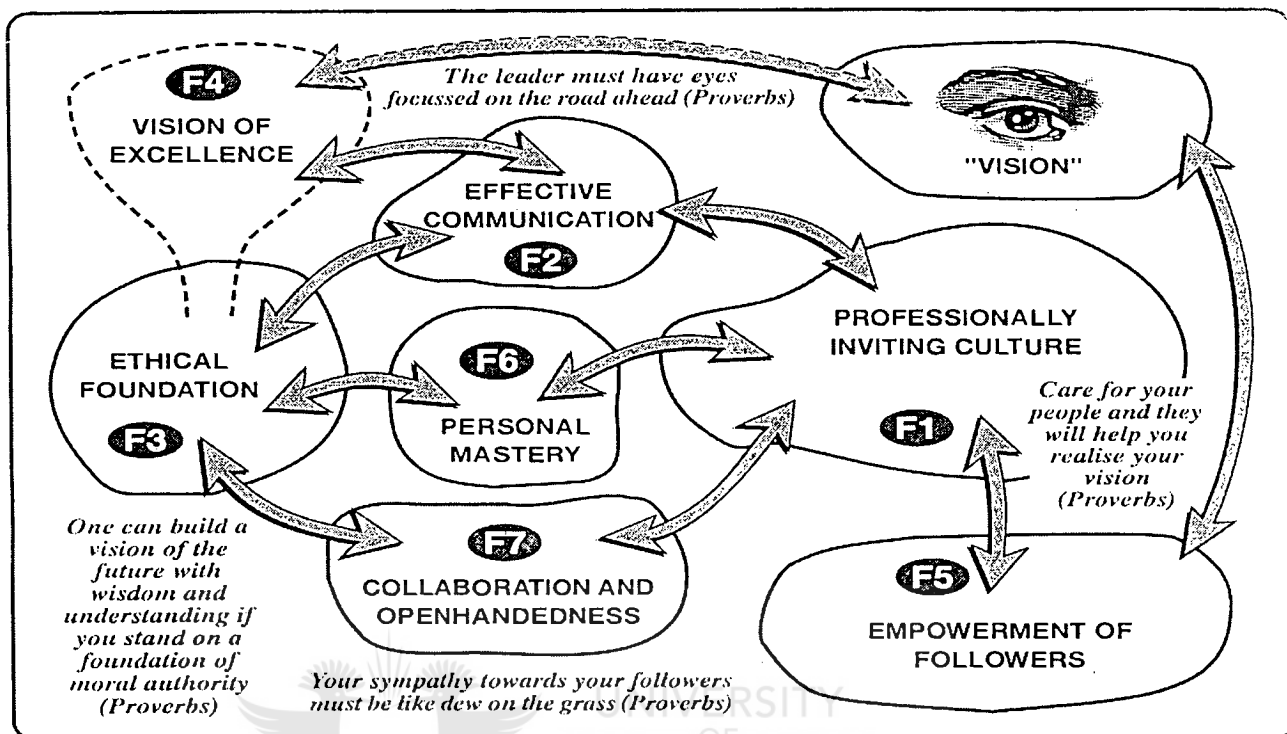 F4
VISION OF
EXCELLENCE
The leader must have eyes
focussed on the road ahead (Proverbs)
"VISION"
EFFECTIVE
COMMUNICATION
F2
PROFESSIONALLY
INVITING CULTURE
F1
Care for your
people and they
will help you
realise your
vision
(Proverbs)
ETHICAL
FOUNDATION
F3
F6
PERSONAL
MASTERY
F7
COLLABORATION AND
OPENHANDEDNESS
F5
EMPOWERMENT OF
FOLLOWERS
One can build a
vision of the
future with
wisdom and
understanding if
you stand on a
foundation of
moral authority
(Proverbs)
Your sympathy towards your followers
must be like dew on the grass (Proverbs)
UNIVERSITY
OF